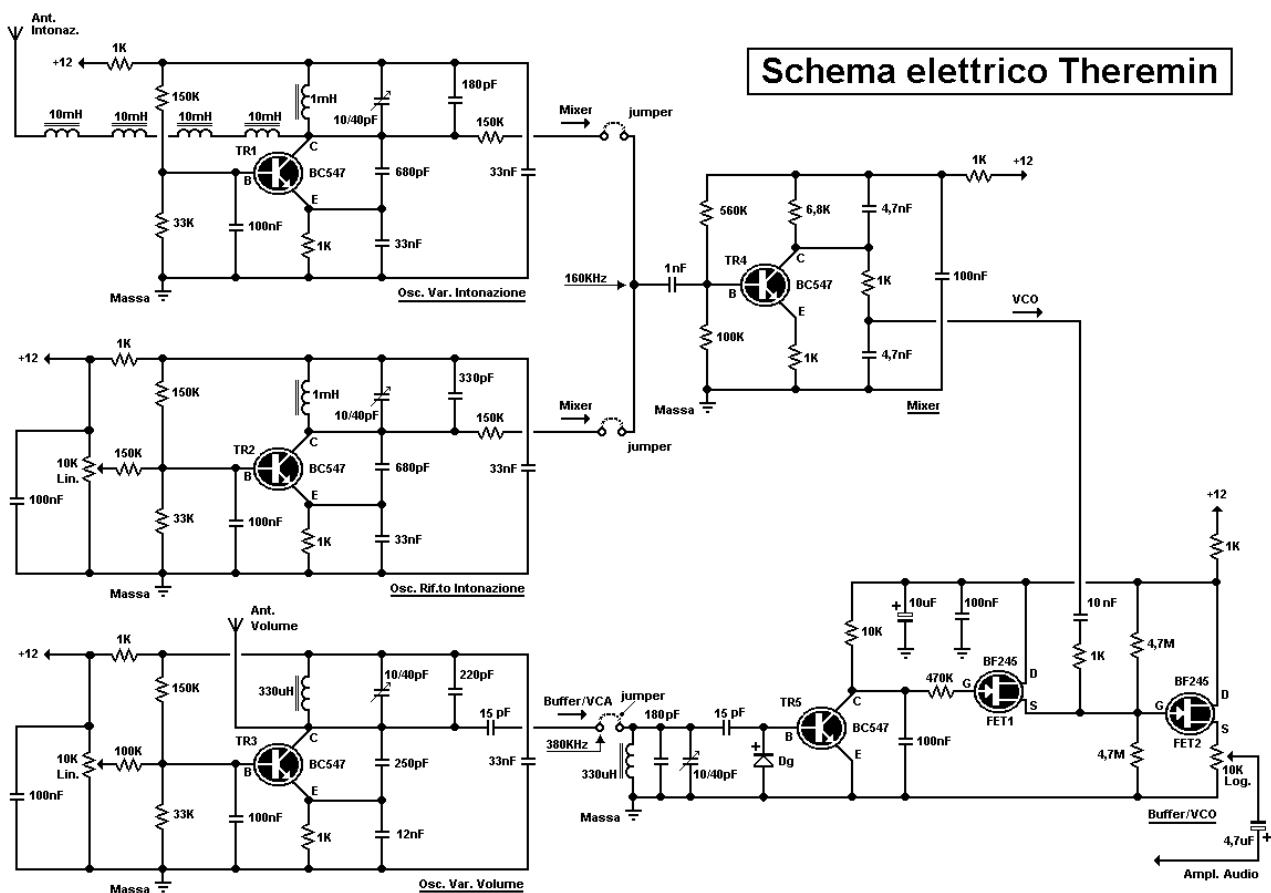 Schema elettrico Theremin
Ant.
Intonaz.
+12
1K
150K
10mH
10mH
10mH
10mH
1mH
10/40pF
180pF
150K
Mixer
jumper
TR1
C
B
BC547
E
680pF
33nF
33K
100nF
1K
33nF
Massa
Osc. Var. Intonazione
160KHz
1nF
1K
+12
560K
6,8K
4,7nF
TR4
C
B
BC547
E
1K
100nF
100K
1K
4,7nF
VCO
Massa
Mixer
+12
1K
150K
1mH
10/40pF
330pF
150K
Mixer
jumper
10K
Lin.
150K
TR2
C
B
BC547
E
680pF
33nF
100nF
33K
100nF
1K
33nF
Massa
Osc. Rif.to Intonazione
Ant.
Volume
+12
1K
150K
330uH
10/40pF
220pF
15 pF
Buffer/VCA
jumper
380KHz
10K
Lin.
100K
TR3
C
B
BC547
E
250pF
33nF
100nF
33K
100nF
1K
12nF
Massa
Osc. Var. Volume
180pF
15 pF
330uH
10/40pF
Dg
Massa
TR5
C
B
BC547
E
10K
+
10uF
100nF
470K
100nF
BF245
G
D
S
FET1
10 nF
1K
4,7M
4,7M
+12
1K
BF245
G
D
S
FET2
10K
Log.
Buffer/VCO
4,7uF
+
Ampl. Audio